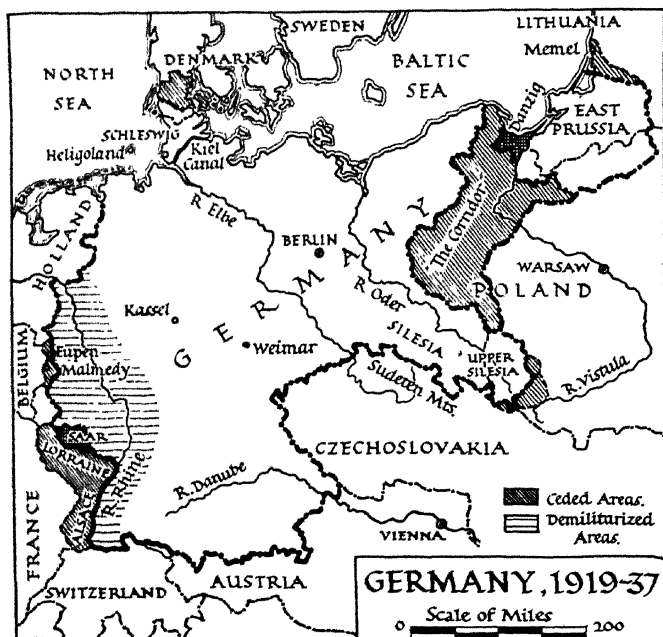 SWEDEN
LITHUANIA
Memel
DENMARK
NORTH
SEA
BALTIC
SEA
Danzig
EAST
PRUSSIA
SCHLESWIG
Heligoland
Kiel
Canal
HOLLAND
R. Elbe
The Corridor
BERLIN
GERMANY
WARSAW
POLAND
R. Oder
Kassel
Weimar
SILESIA
UPPER
SILESIA
R. Vistula
BELGIUM
Eupen
Malmedy
Sudeten Mts.
SAAR
LORRAINE
ALSACE
R. Rhine
CZECHOSLOVAKIA
R. Danube
FRANCE
VIENNA
Ceded Areas.
Demilitarized
Areas.
SWITZERLAND
AUSTRIA
GERMANY, 1919-37
Scale of Miles
0 200